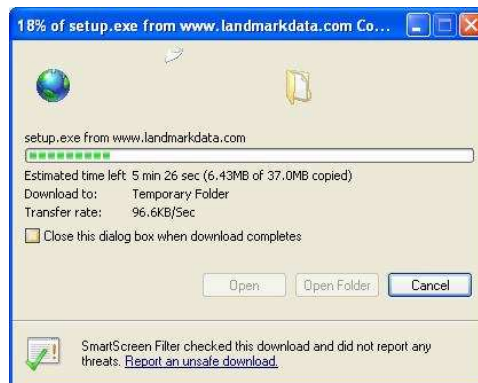 18% of setup.exe from www.landmarkdata.com Co...
setup.exe from www.landmarkdata.com
Estimated time left 5 min 26 sec (6.43MB of 37.0MB copied)
Download to: Temporary Folder
Transfer rate: 96.6KB/Sec
Close this dialog box when download completes
Open Open Folder Cancel
SmartScreen Filter checked this download and did not report any
threats. Report an unsafe download.